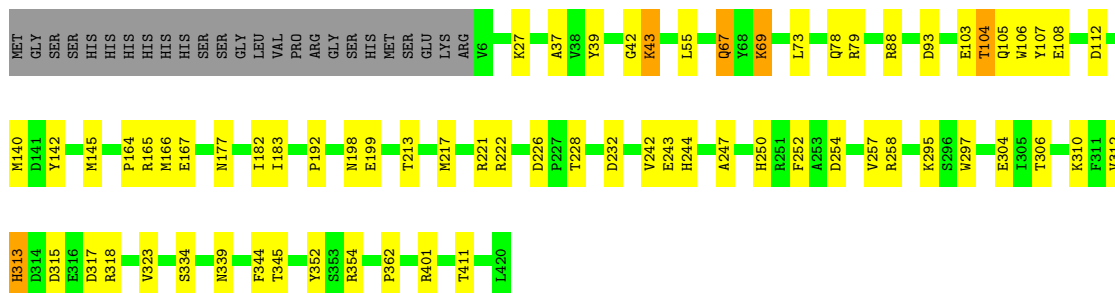 MET GLY SER SER HIS HIS HIS HIS HIS HIS SER SER GLY LEU VAL PRO ARG GLY SER HIS MET SER GLU LYS ARG V6 K27 A37 V38 Y39 G42 K43 L55 Q67 Y68 K69 L73 Q78 R79 R88 D93 E103 T104 Q105 W106 Y107 E108 D112
M140 D141 Y142 M145 P164 R165 M166 E167 N177 I182 I183 P192 N198 E199 T213 M217 R221 R222 D226 P227 T228 D232 V242 E243 H244 A247 H250 R251 F252 A253 D254 V257 R258 K295 S296 W297 E304 I305 T306 K310 F311
H313 D314 D315 E316 D317 R318 V323 S334 N339 F344 T345 Y352 S353 R354 P362 R401 T411 L420